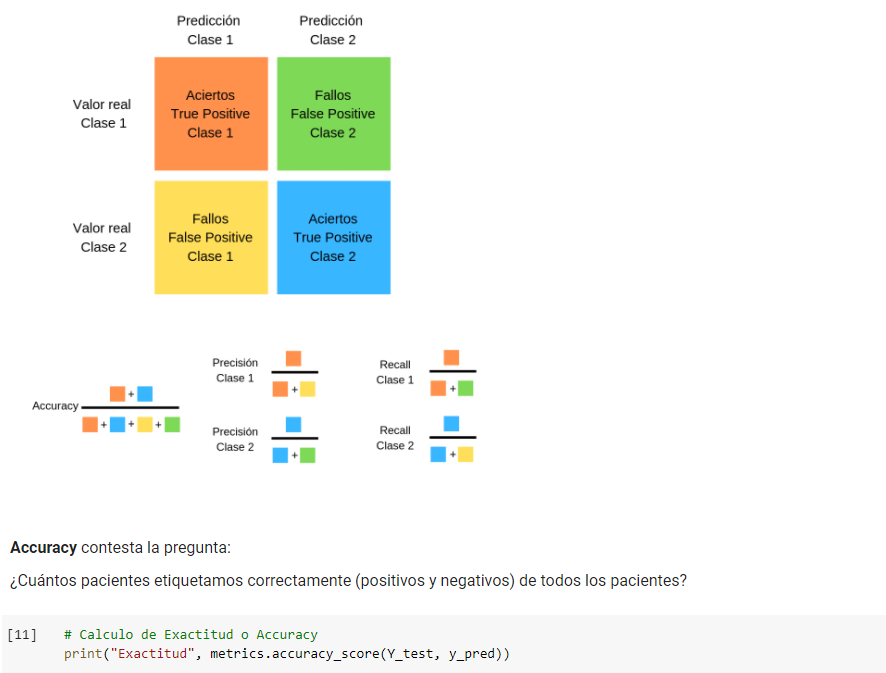 Predicción
Clase 1
Predicción
Clase 2
Valor real
Clase 1
Aciertos
True Positive
Clase 1
Fallos
False Positive
Clase 2
Valor real
Clase 2
Fallos
False Positive
Clase 1
Aciertos
True Positive
Clase 2
Accuracy
+
+ + +
Precisión
Clase 1
+
Recall
Clase 1
+
Precisión
Clase 2
+
Recall
Clase 2
+
Accuracy contesta la pregunta:
¿Cuántos pacientes etiquetamos correctamente (positivos y negativos) de todos los pacientes?
[11] # Calculo de Exactitud o Accuracy
print("Exactitud", metrics.accuracy_score(Y_test, y_pred))